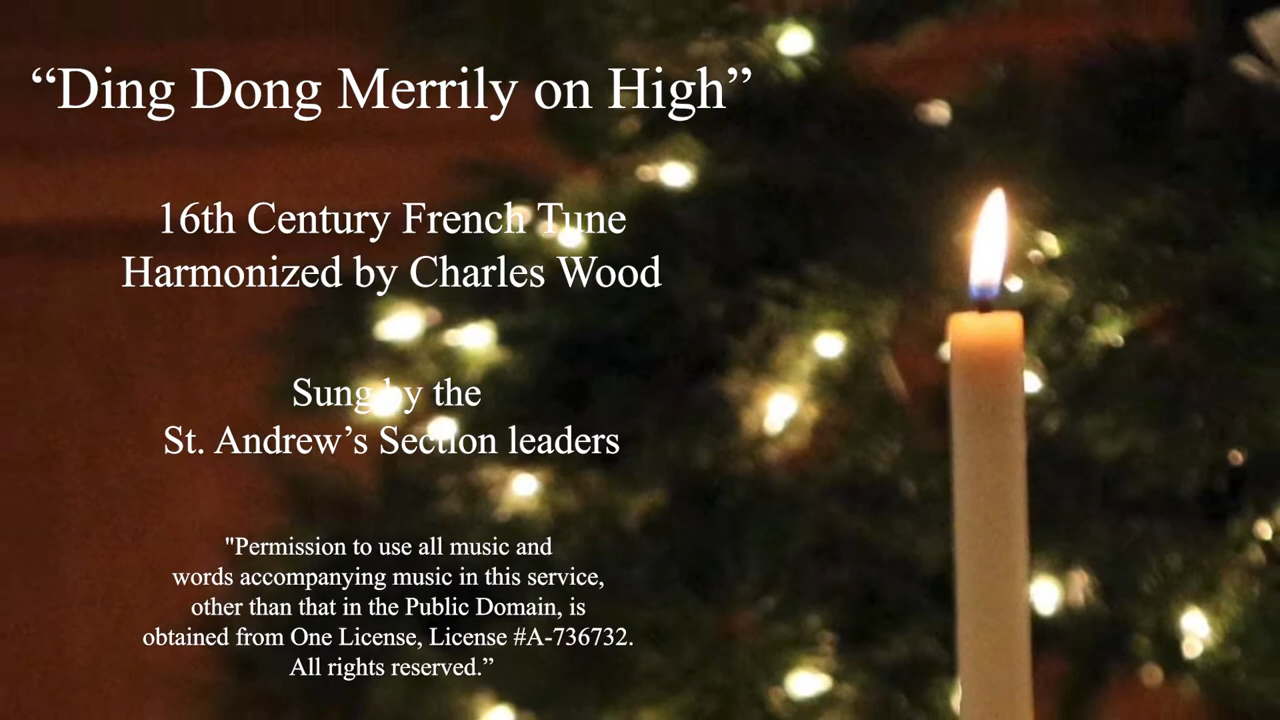 “Ding Dong Merrily on High”
16th Century French Tune
Harmonized by Charles Wood
Sung by the
St. Andrew’s Section leaders
"Permission to use all music and
words accompanying music in this service,
other than that in the Public Domain, is
obtained from One License, License #A-736732.
All rights reserved.”